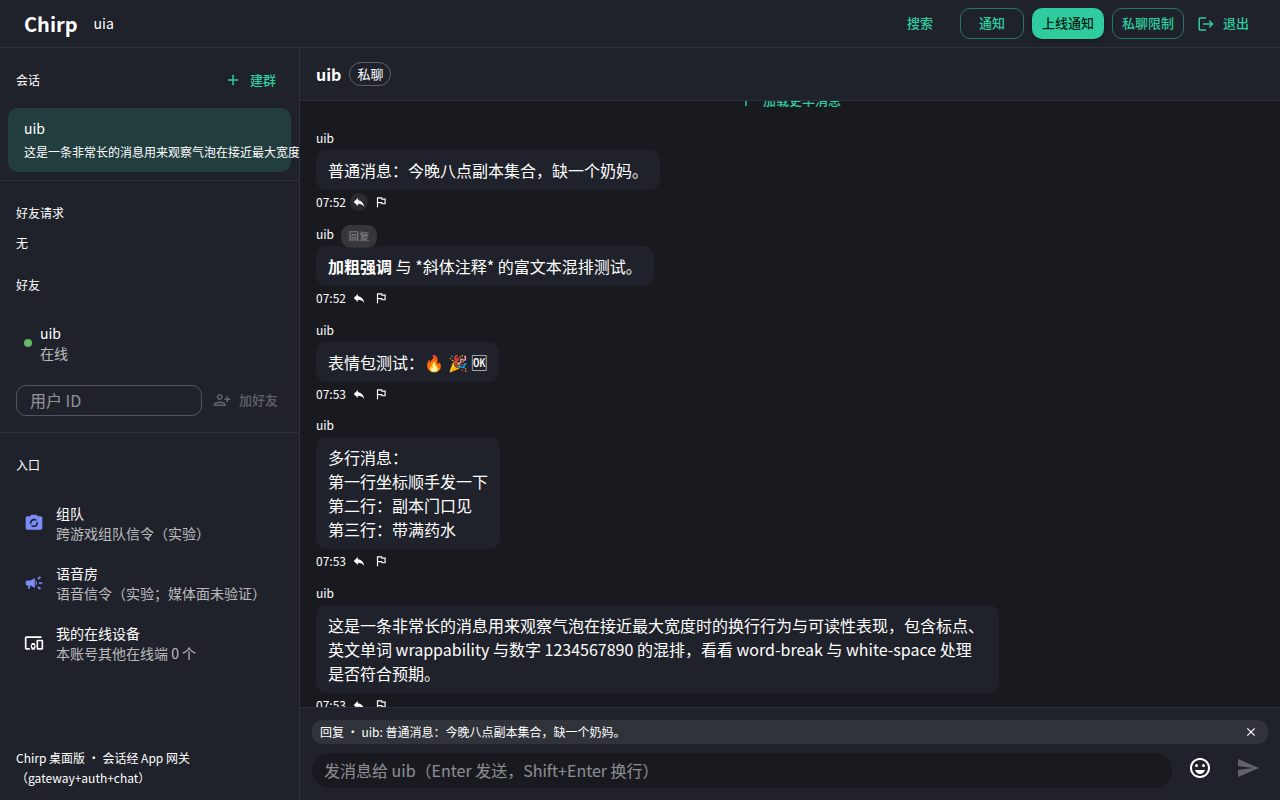 Chirp uia
搜索 通知 上线通知 私聊限制 退出
会话 建群
uib
这是一条非常长的消息用来观察气泡在接近最大宽度
好友请求
无
好友
uib
在线
用户 ID 加好友
入口
组队
跨游戏组队信令（实验）
语音房
语音信令（实验；媒体面未验证）
我的在线设备
本账号其他在线端 0 个
Chirp 桌面版 · 会话经 App 网关
（gateway+auth+chat）
uib 私聊
加载更早消息
uib
普通消息：今晚八点副本集合，缺一个奶妈。
07:52
uib 回复
加粗强调 与 *斜体注释* 的富文本混排测试。
07:52
uib
表情包测试：🔥 🎉 🆗
07:53
uib
多行消息：
第一行坐标顺手发一下
第二行：副本门口见
第三行：带满药水
07:53
uib
这是一条非常长的消息用来观察气泡在接近最大宽度时的换行行为与可读性表现，包含标点、
英文单词 wrappability 与数字 1234567890 的混排，看看 word-break 与 white-space 处理
是否符合预期。
07:53
回复 · uib: 普通消息：今晚八点副本集合，缺一个奶妈。
发消息给 uib（Enter 发送，Shift+Enter 换行）